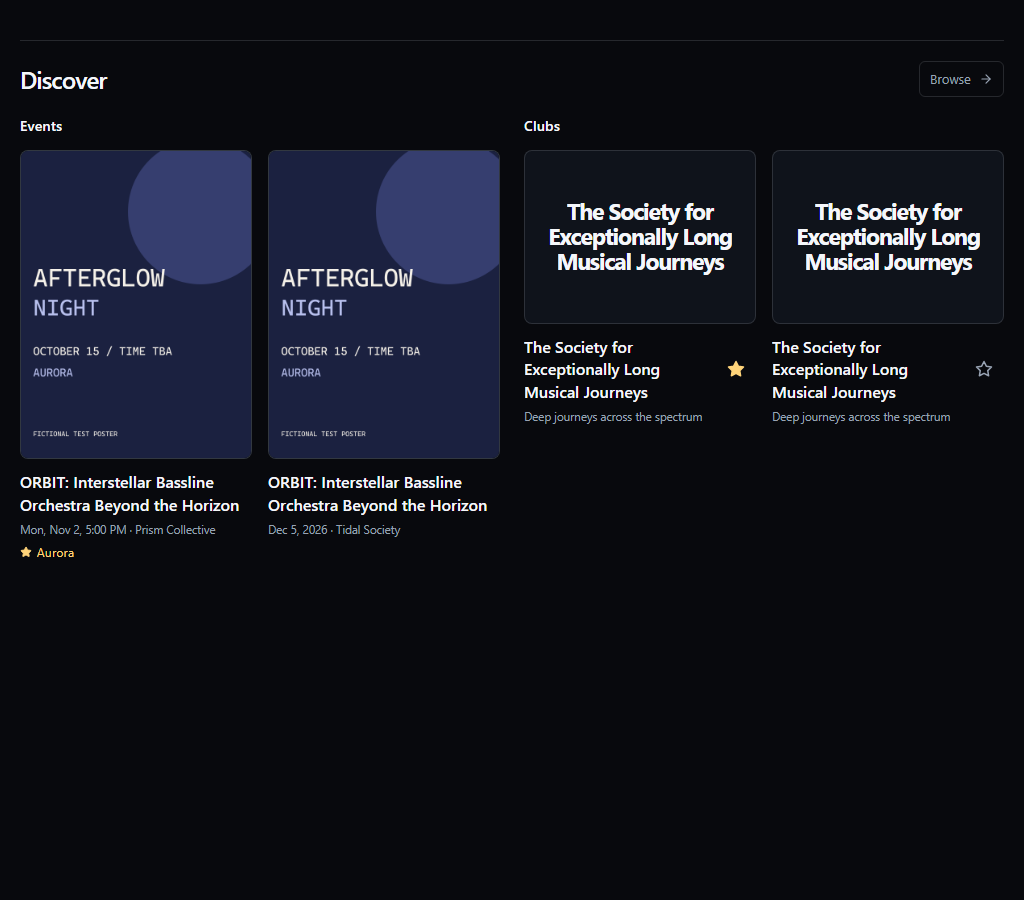 Discover
Browse
Events
AFTERGLOW
NIGHT
OCTOBER 15 / TIME TBA
AURORA
FICTIONAL TEST POSTER
ORBIT: Interstellar Bassline
Orchestra Beyond the Horizon
Mon, Nov 2, 5:00 PM · Prism Collective
Aurora
AFTERGLOW
NIGHT
OCTOBER 15 / TIME TBA
AURORA
FICTIONAL TEST POSTER
ORBIT: Interstellar Bassline
Orchestra Beyond the Horizon
Dec 5, 2026 · Tidal Society
Clubs
The Society for
Exceptionally Long
Musical Journeys
The Society for
Exceptionally Long
Musical Journeys
Deep journeys across the spectrum
The Society for
Exceptionally Long
Musical Journeys
The Society for
Exceptionally Long
Musical Journeys
Deep journeys across the spectrum